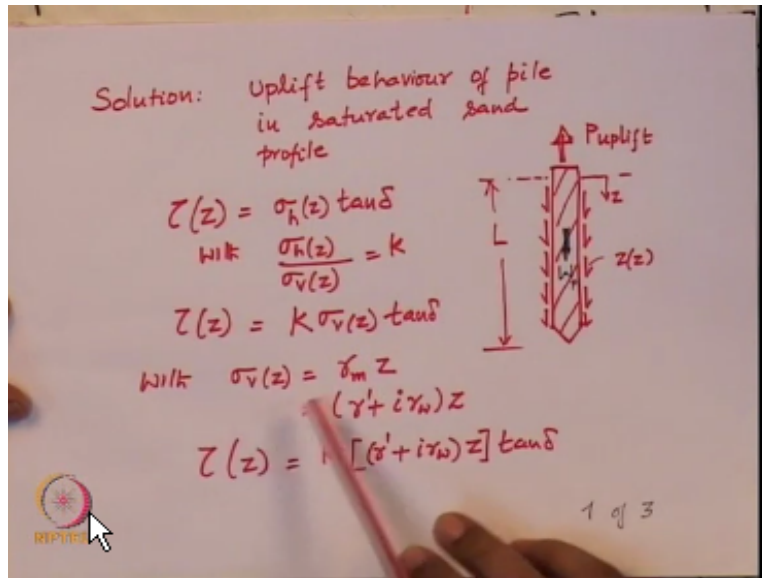 Solution: Uplift behaviour of pile
in saturated sand
profile
Puplift
τ(z) = σh(z) tanδ
z
with σh(z)/σv(z) = k
L
W
τ(z)
τ(z) = K σv(z) tanδ
with σv(z) = γm z
(γ' + iγw) z
τ(z) = [(γ' + iγw) z] tanδ
1 of 3
NPTEL